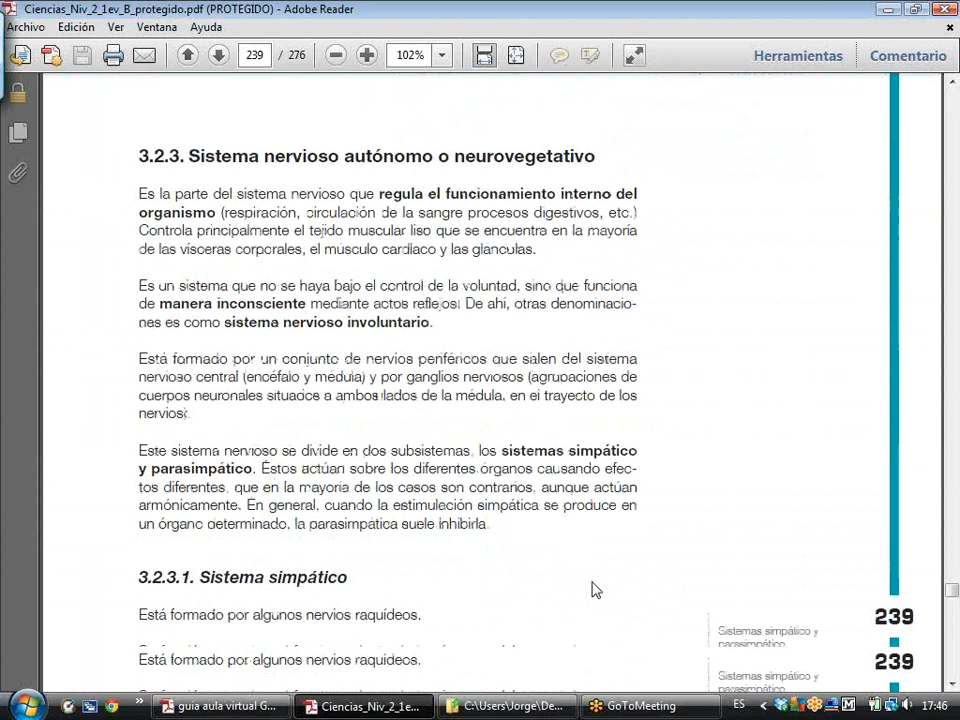 Ciencias_Niv_2_1ev_B_protegido.pdf (PROTEGIDO) - Adobe Reader
Archivo Edición Ver Ventana Ayuda
239 / 276 102% Herramientas Comentario
3.2.3. Sistema nervioso autónomo o neurovegetativo
Es la parte del sistema nervioso que regula el funcionamiento interno del
organismo (respiración, circulación de la sangre procesos digestivos, etc.)
Controla principalmente el tejido muscular liso que se encuentra en la mayoría
de las vísceras corporales, el músculo cardíaco y las glándulas.
Es un sistema que no se haya bajo el control de la voluntad, sino que funciona
de manera inconsciente mediante actos reflejos. De ahí, otras denominacio-
nes es como sistema nervioso involuntario.
Está formado por un conjunto de nervios periféricos que salen del sistema
nervioso central (encéfalo y médula) y por ganglios nerviosos (agrupaciones de
cuerpos neuronales situados a ambos lados de la médula, en el trayecto de los
nervios).
Este sistema nervioso se divide en dos subsistemas, los sistemas simpático
y parasimpático. Éstos actúan sobre los diferentes órganos causando efec-
tos diferentes, que en la mayoría de los casos son contrarios, aunque actúan
armónicamente. En general, cuando la estimulación simpática se produce en
un órgano determinado, la parasimpática suele inhibirla.
3.2.3.1. Sistema simpático
Está formado por algunos nervios raquídeos.
239
Sistemas simpático y
parasimpático
Está formado por algunos nervios raquídeos.
239
Sistemas simpático y
parasimpático
guia aula virtual G... Ciencias_Niv_2_1e... C:\Users\Jorge\De... GoToMeeting ES 17:46